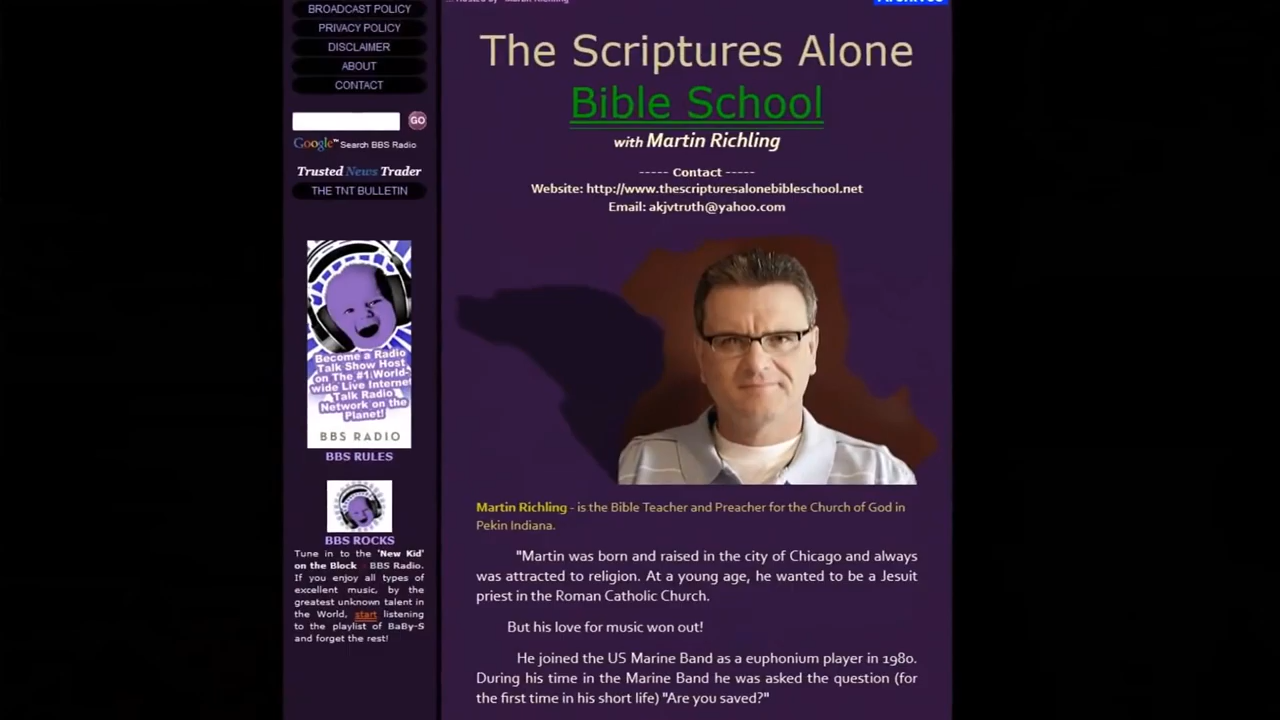 BROADCAST POLICY
PRIVACY POLICY
DISCLAIMER
ABOUT
CONTACT
GO
Google™ Search BBS Radio
Trusted News Trader
THE TNT BULLETIN
Become a Radio
Talk Show Host
on The #1 World-
wide Live Internet
Talk Radio
Network on the
Planet!
BBS RADIO
BBS RULES
BBS ROCKS
Tune in to the 'New Kid'
on the Block - BBS Radio.
If you enjoy all types of
excellent music, by the
greatest unknown talent in
the World, start listening
to the playlist of BaBy-S
and forget the rest!
The Scriptures Alone
Bible School
with Martin Richling
----- Contact -----
Website: http://www.thescripturesalonebibleschool.net
Email: akjvtruth@yahoo.com
Martin Richling - is the Bible Teacher and Preacher for the Church of God in
Pekin Indiana.
"Martin was born and raised in the city of Chicago and always
was attracted to religion. At a young age, he wanted to be a Jesuit
priest in the Roman Catholic Church.
But his love for music won out!
He joined the US Marine Band as a euphonium player in 1980.
During his time in the Marine Band he was asked the question (for
the first time in his short life) "Are you saved?"